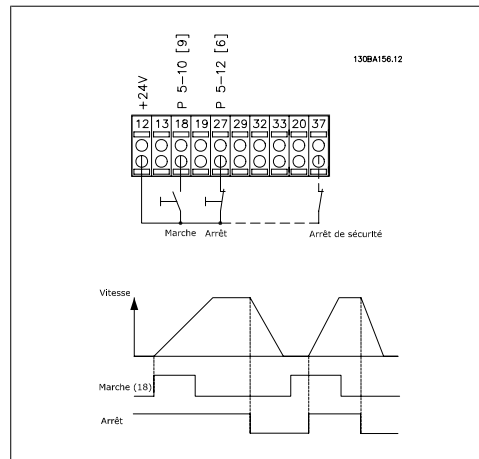 130BA156.12
+24V
P 5-10 [9]
P 5-12 [6]
12 13 18 19 27 29 32 33 20 37
Marche Arrêt Arrêt de sécurité
Vitesse
Marche (18)
Arrêt